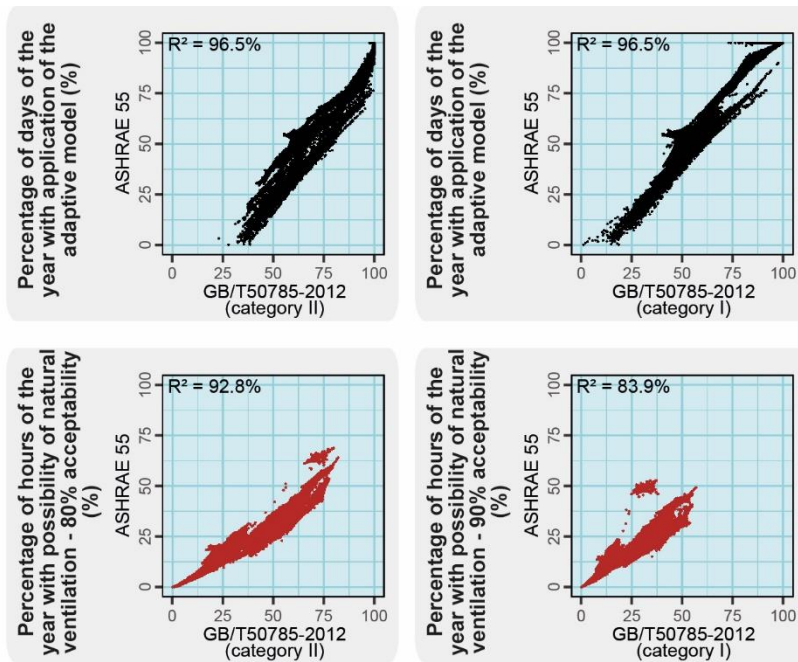 Percentage of days of the
year with application of the
adaptive model (%)
ASHRAE 55
100
75
50
25
0
R² = 96.5%
0 25 50 75 100
GB/T50785-2012
(category II)
Percentage of days of the
year with application of the
adaptive model (%)
ASHRAE 55
100
75
50
25
0
R² = 96.5%
0 25 50 75 100
GB/T50785-2012
(category I)
Percentage of hours of the
year with possibility of natural
ventilation - 80% acceptability
(%)
ASHRAE 55
100
75
50
25
0
R² = 92.8%
0 25 50 75 100
GB/T50785-2012
(category II)
Percentage of hours of the
year with possibility of natural
ventilation - 90% acceptability
(%)
ASHRAE 55
100
75
50
25
0
R² = 83.9%
0 25 50 75 100
GB/T50785-2012
(category I)